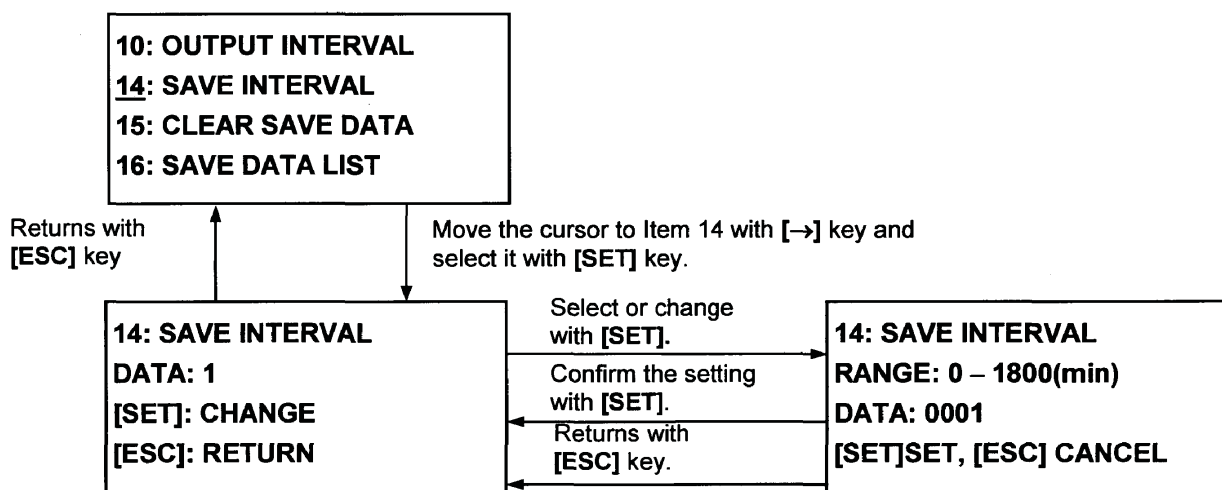 10: OUTPUT INTERVAL
14: SAVE INTERVAL
15: CLEAR SAVE DATA
16: SAVE DATA LIST
Returns with
[ESC] key
Move the cursor to Item 14 with [→] key and
select it with [SET] key.
14: SAVE INTERVAL
DATA: 1
[SET]: CHANGE
[ESC]: RETURN
Select or change
with [SET].
Confirm the setting
with [SET].
Returns with
[ESC] key.
14: SAVE INTERVAL
RANGE: 0 – 1800(min)
DATA: 0001
[SET]SET, [ESC] CANCEL